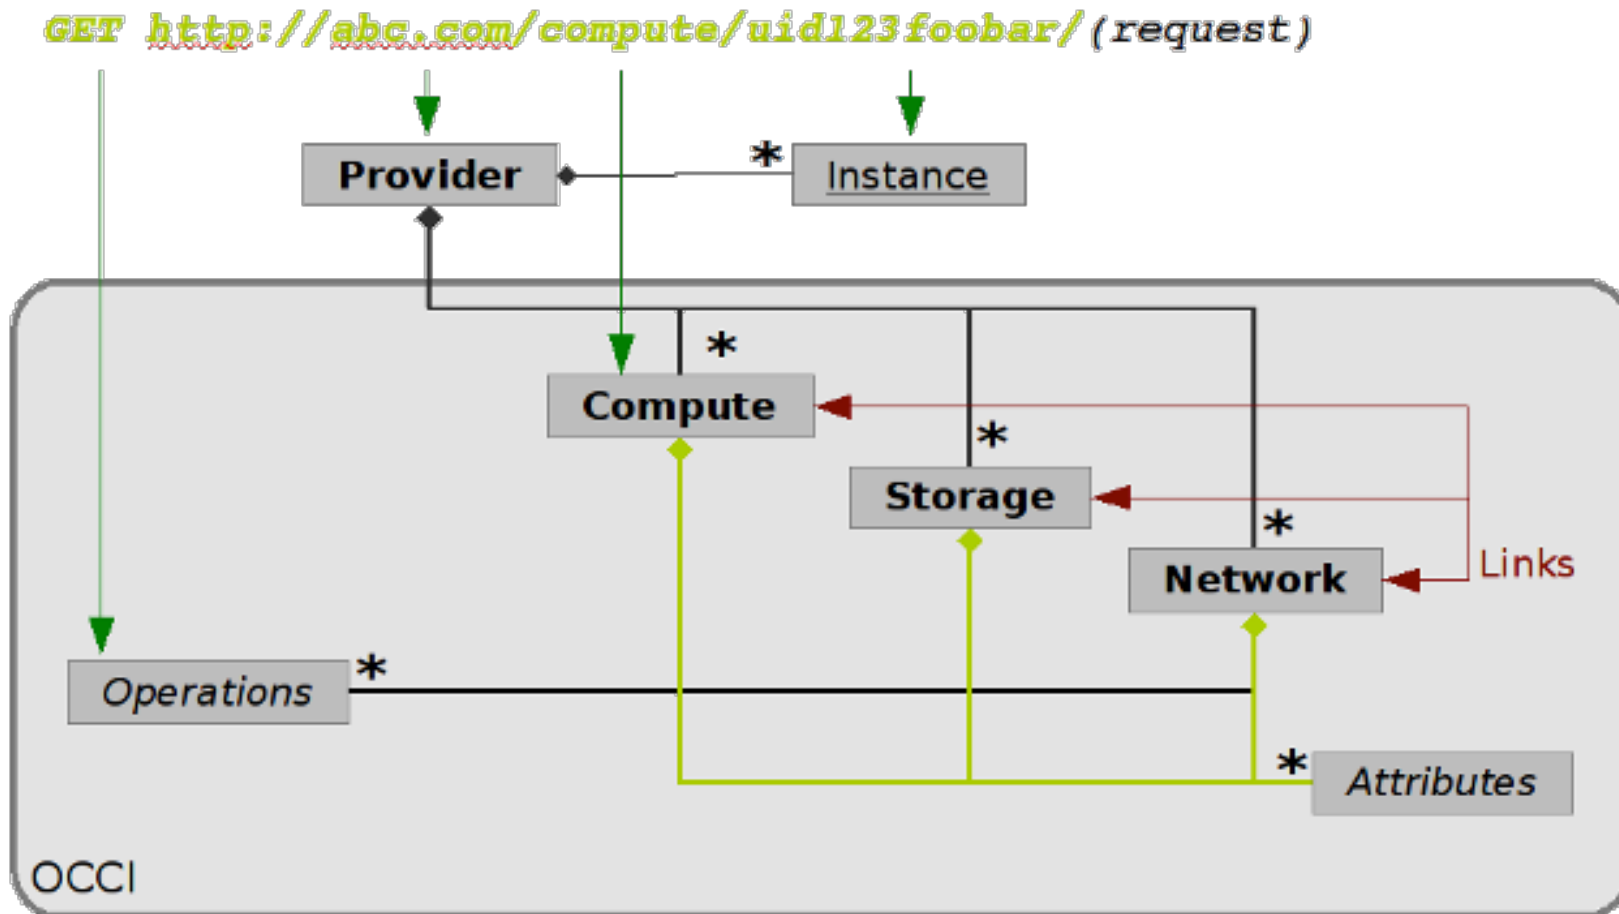 GET http://abc.com/compute/uid123foobar/(request)
Provider
*
Instance
*
Compute
*
Storage
*
Network
Links
*
Operations
*
Attributes
OCCI